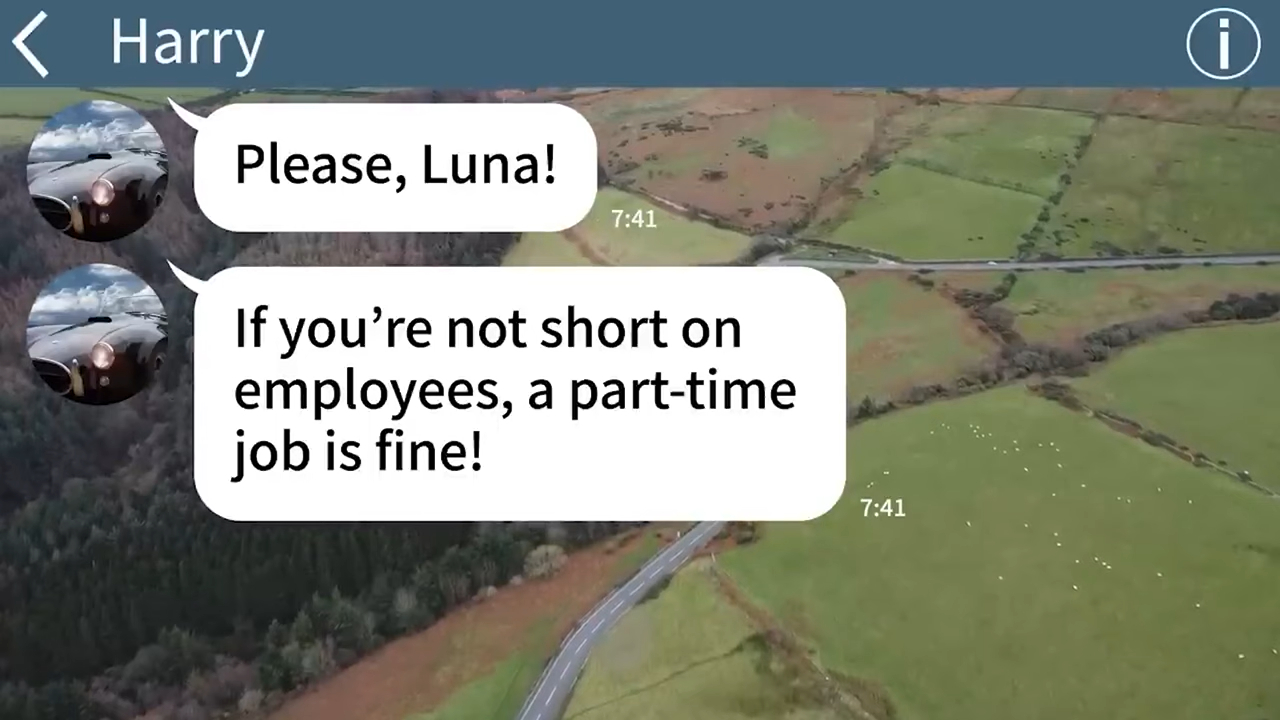 Harry
Please, Luna!
7:41
If you’re not short on
employees, a part-time
job is fine!
7:41